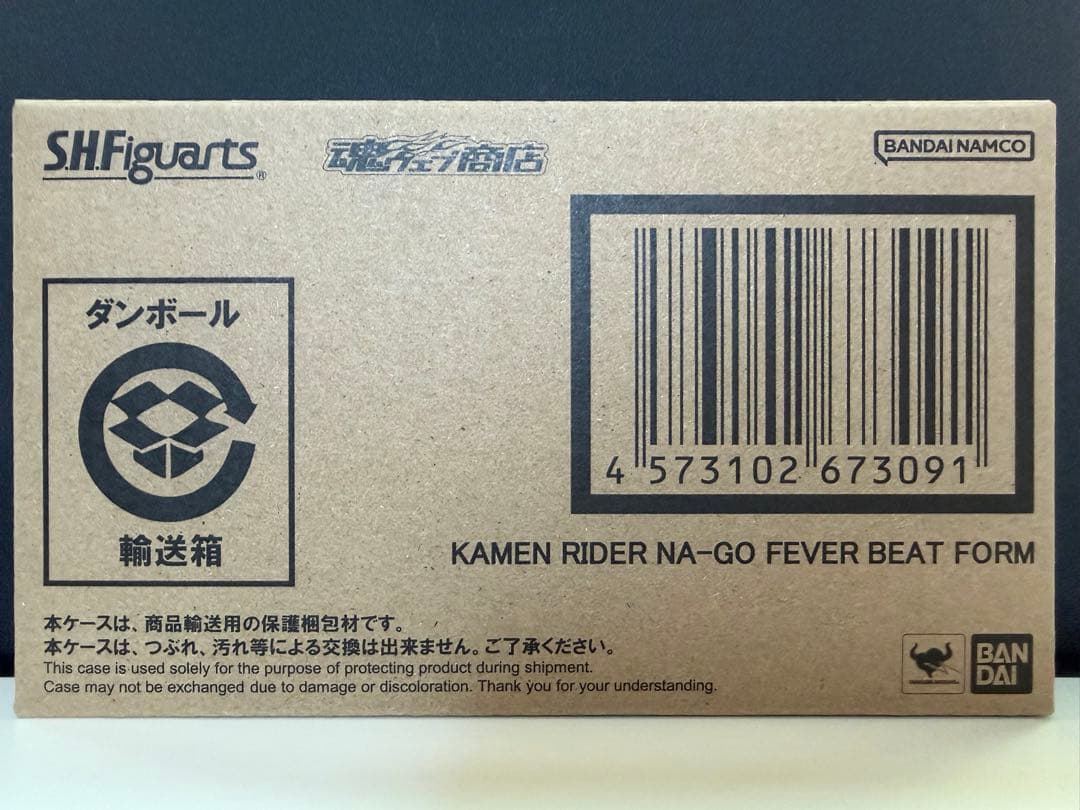 S.H.Figuarts®
魂ウェブ商店
BANDAI NAMCO
ダンボール
輸送箱
4 573102 673091
KAMEN RIDER NA-GO FEVER BEAT FORM
本ケースは、商品輸送用の保護梱包材です。
本ケースは、つぶれ、汚れ等による交換は出来ません。ご了承ください。
This case is used solely for the purpose of protecting product during shipment.
Case may not be exchanged due to damage or discoloration. Thank you for your understanding.
BAN
DAI